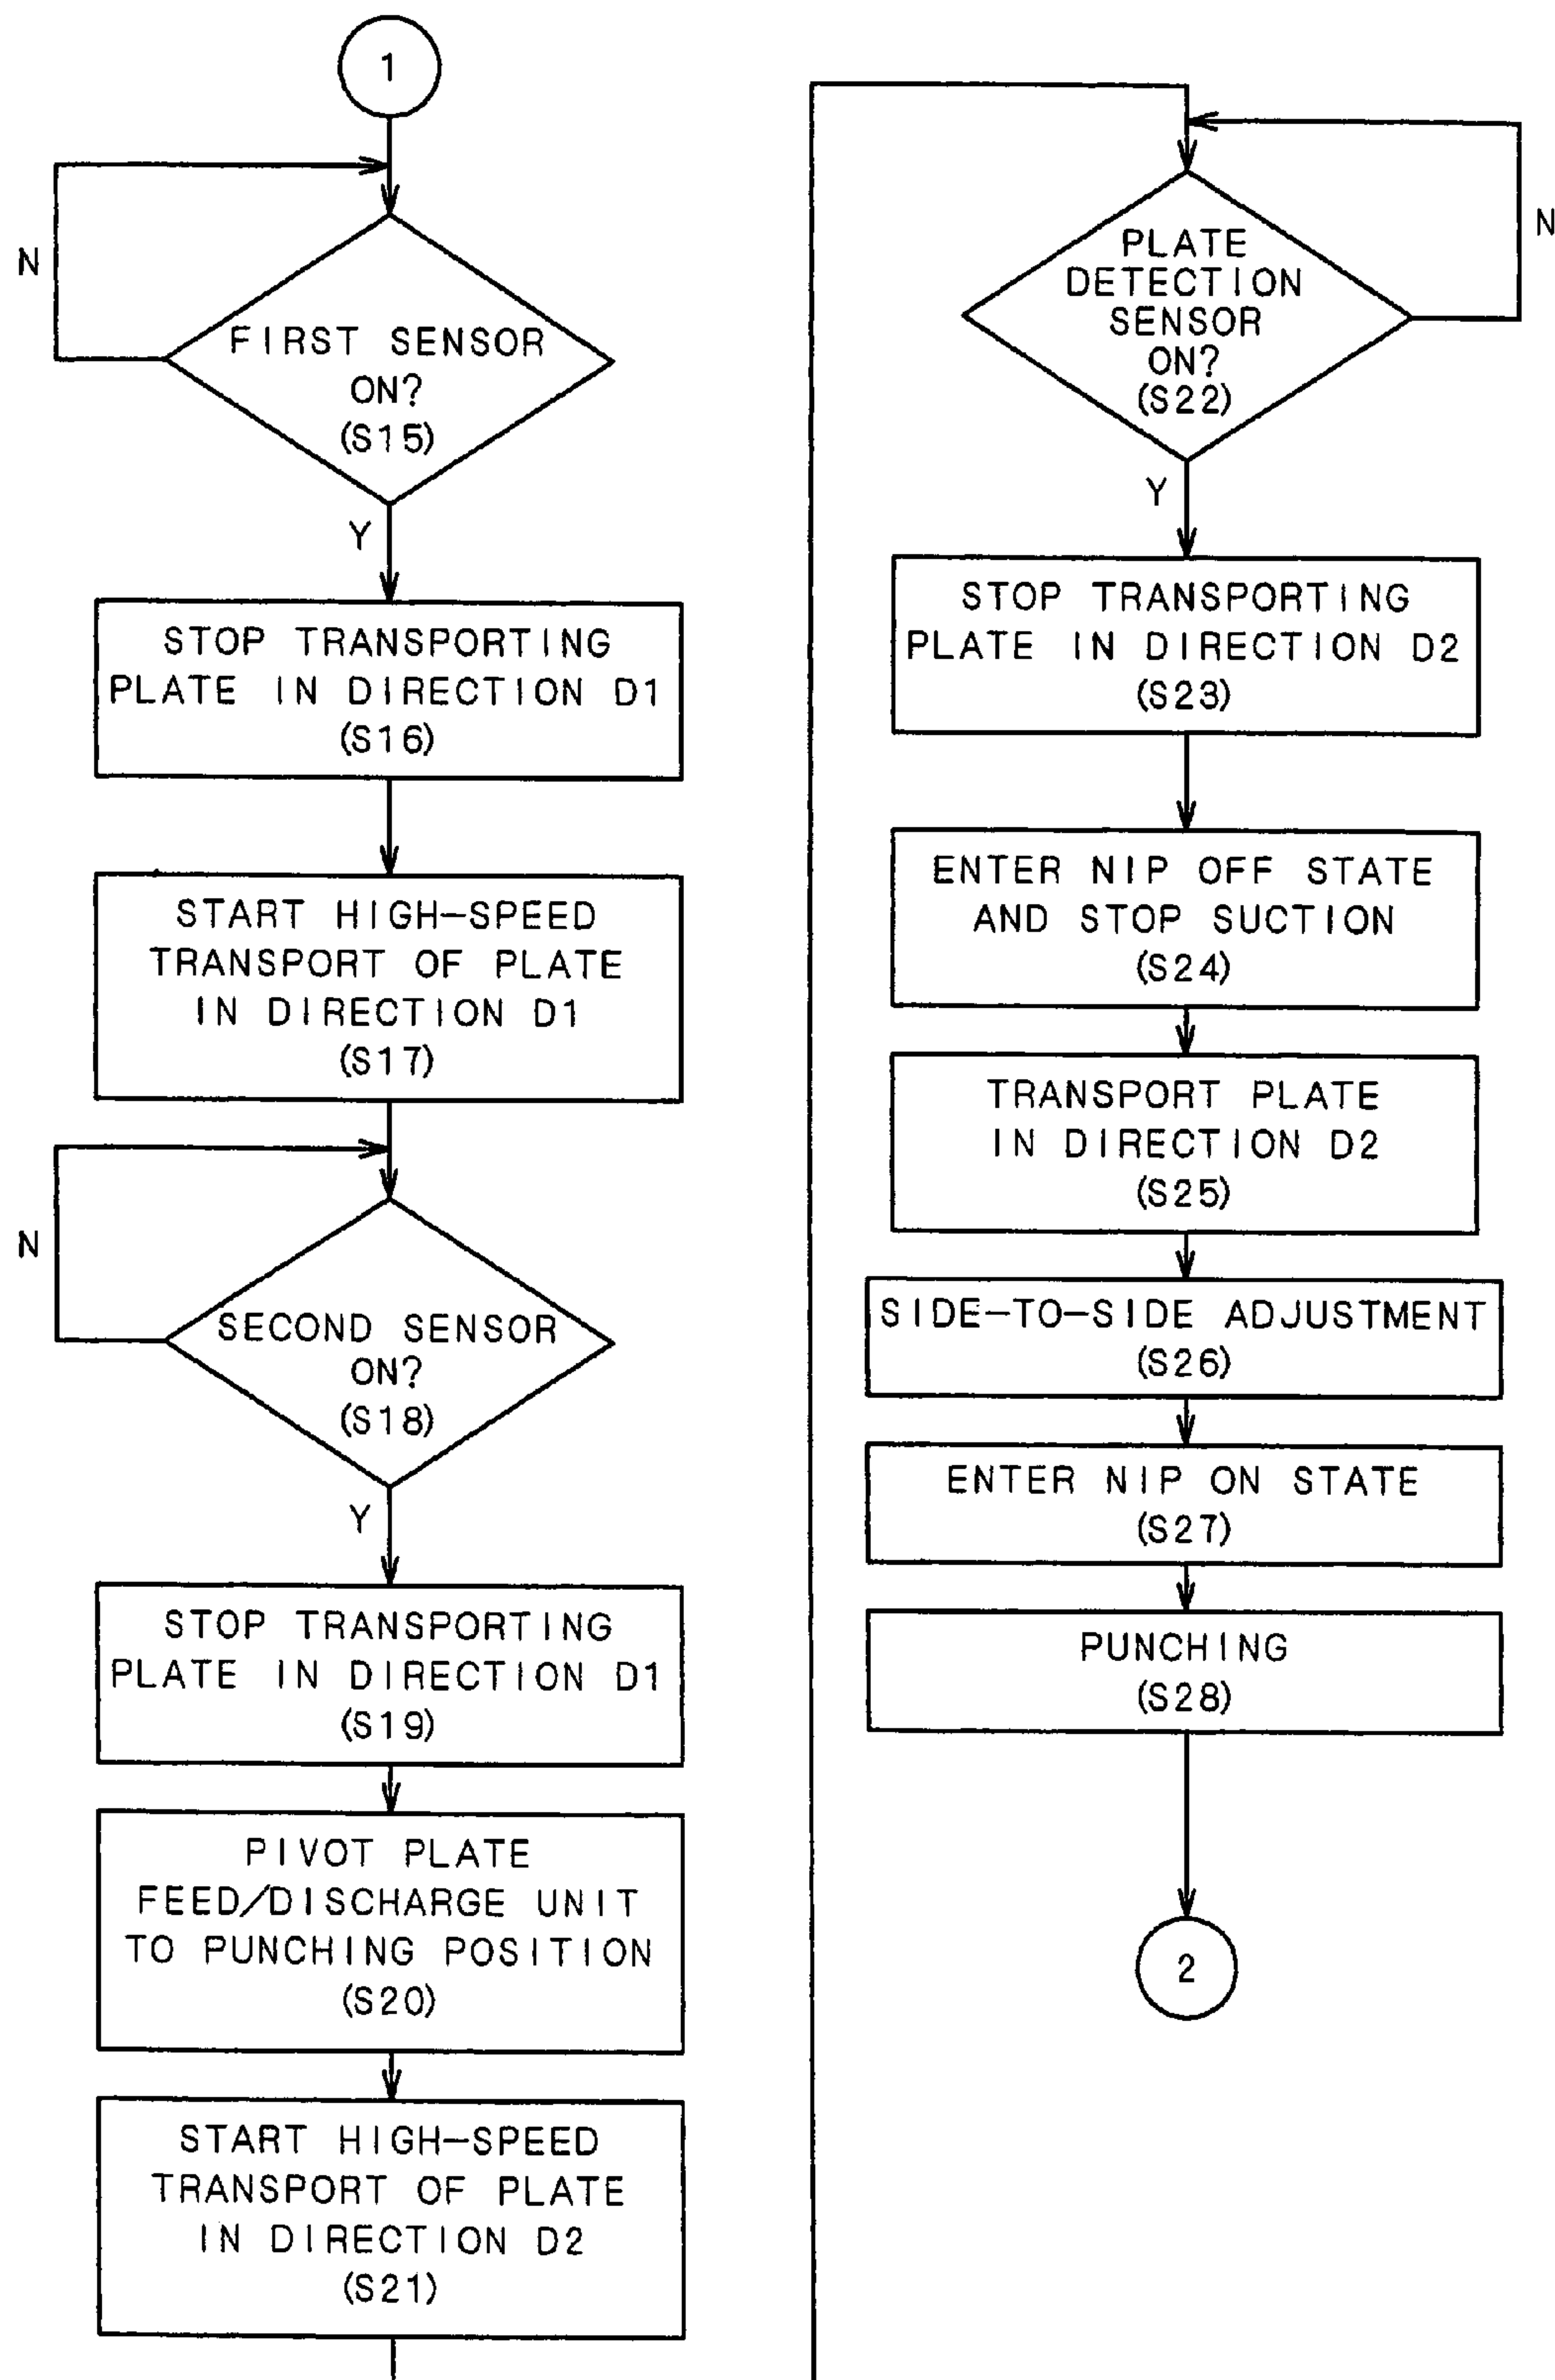 1
N
FIRST SENSOR
ON?
(S15)
Y
STOP TRANSPORTING
PLATE IN DIRECTION D1
(S16)
START HIGH-SPEED
TRANSPORT OF PLATE
IN DIRECTION D1
(S17)
N
SECOND SENSOR
ON?
(S18)
Y
STOP TRANSPORTING
PLATE IN DIRECTION D1
(S19)
PIVOT PLATE
FEED/DISCHARGE UNIT
TO PUNCHING POSITION
(S20)
START HIGH-SPEED
TRANSPORT OF PLATE
IN DIRECTION D2
(S21)
N
PLATE
DETECTION
SENSOR
ON?
(S22)
Y
STOP TRANSPORTING
PLATE IN DIRECTION D2
(S23)
ENTER NIP OFF STATE
AND STOP SUCTION
(S24)
TRANSPORT PLATE
IN DIRECTION D2
(S25)
SIDE-TO-SIDE ADJUSTMENT
(S26)
ENTER NIP ON STATE
(S27)
PUNCHING
(S28)
2